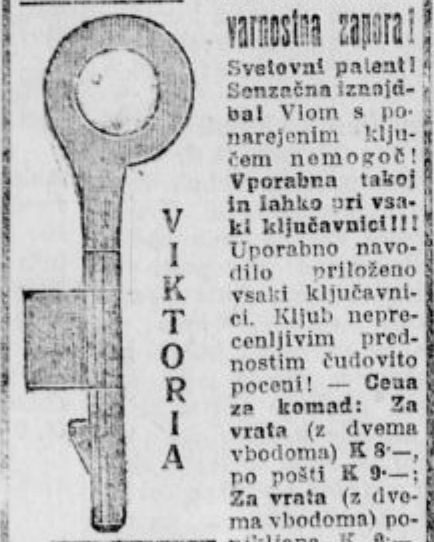 VIKTORIA
varnostna zapora!
Svetovni patent!
Senzačna iznajd-
ba! Vlom s po-
narejenim klju-
čem nemogoč!
Vporabna takoj
in lahko pri vsa-
ki ključavnici!!!
Uporabno navo-
dilo priloženo
vsaki ključavni-
ci. Kljub nepre-
cenljivim pred-
nostim čudovito
poceni! — Cena
za komad: Za
vrata (z dvema
vbodoma) K 8·—,
po pošti K 9·—;
Za vrata (z dve-
ma vbodoma) po-